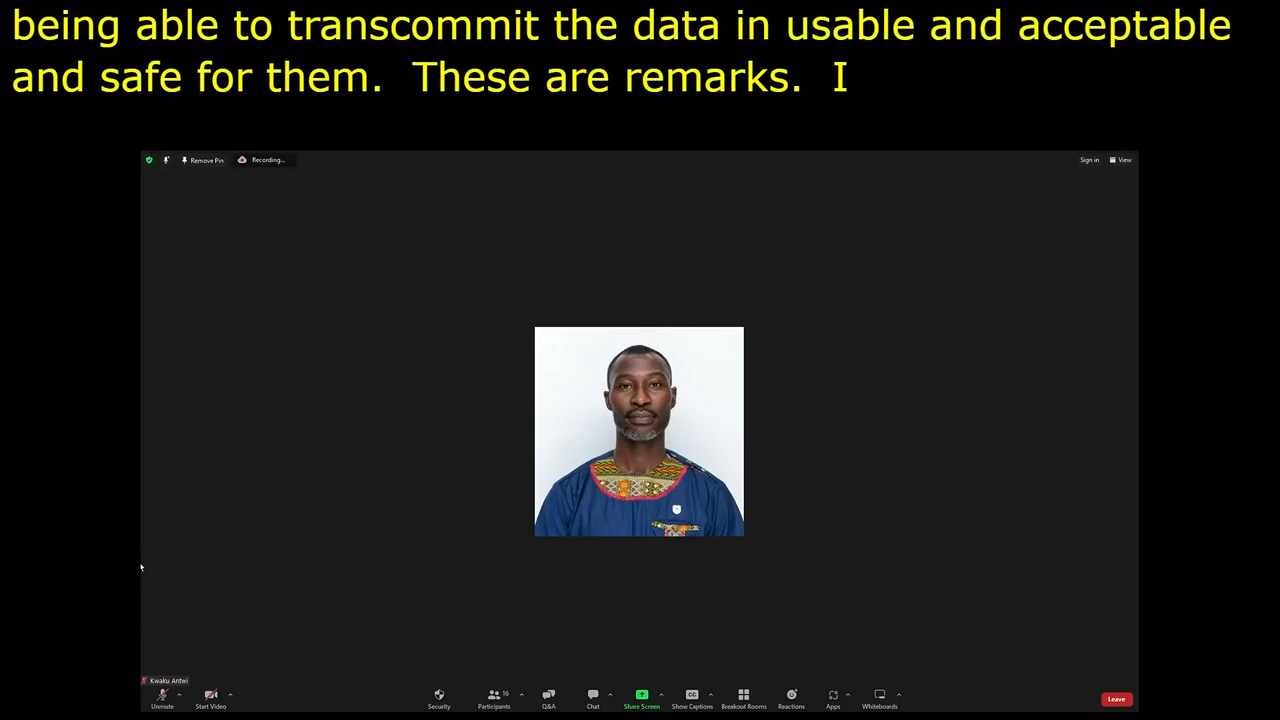 being able to transcommit the data in usable and acceptable
and safe for them.  These are remarks.  I
Remove Pin
Recording...
Sign in
View
Kwaku Antwi
Unmute
Start Video
Security
Participants
16
Q&A
Chat
Share Screen
CC
Show Captions
Breakout Rooms
Reactions
Apps
Whiteboards
Leave